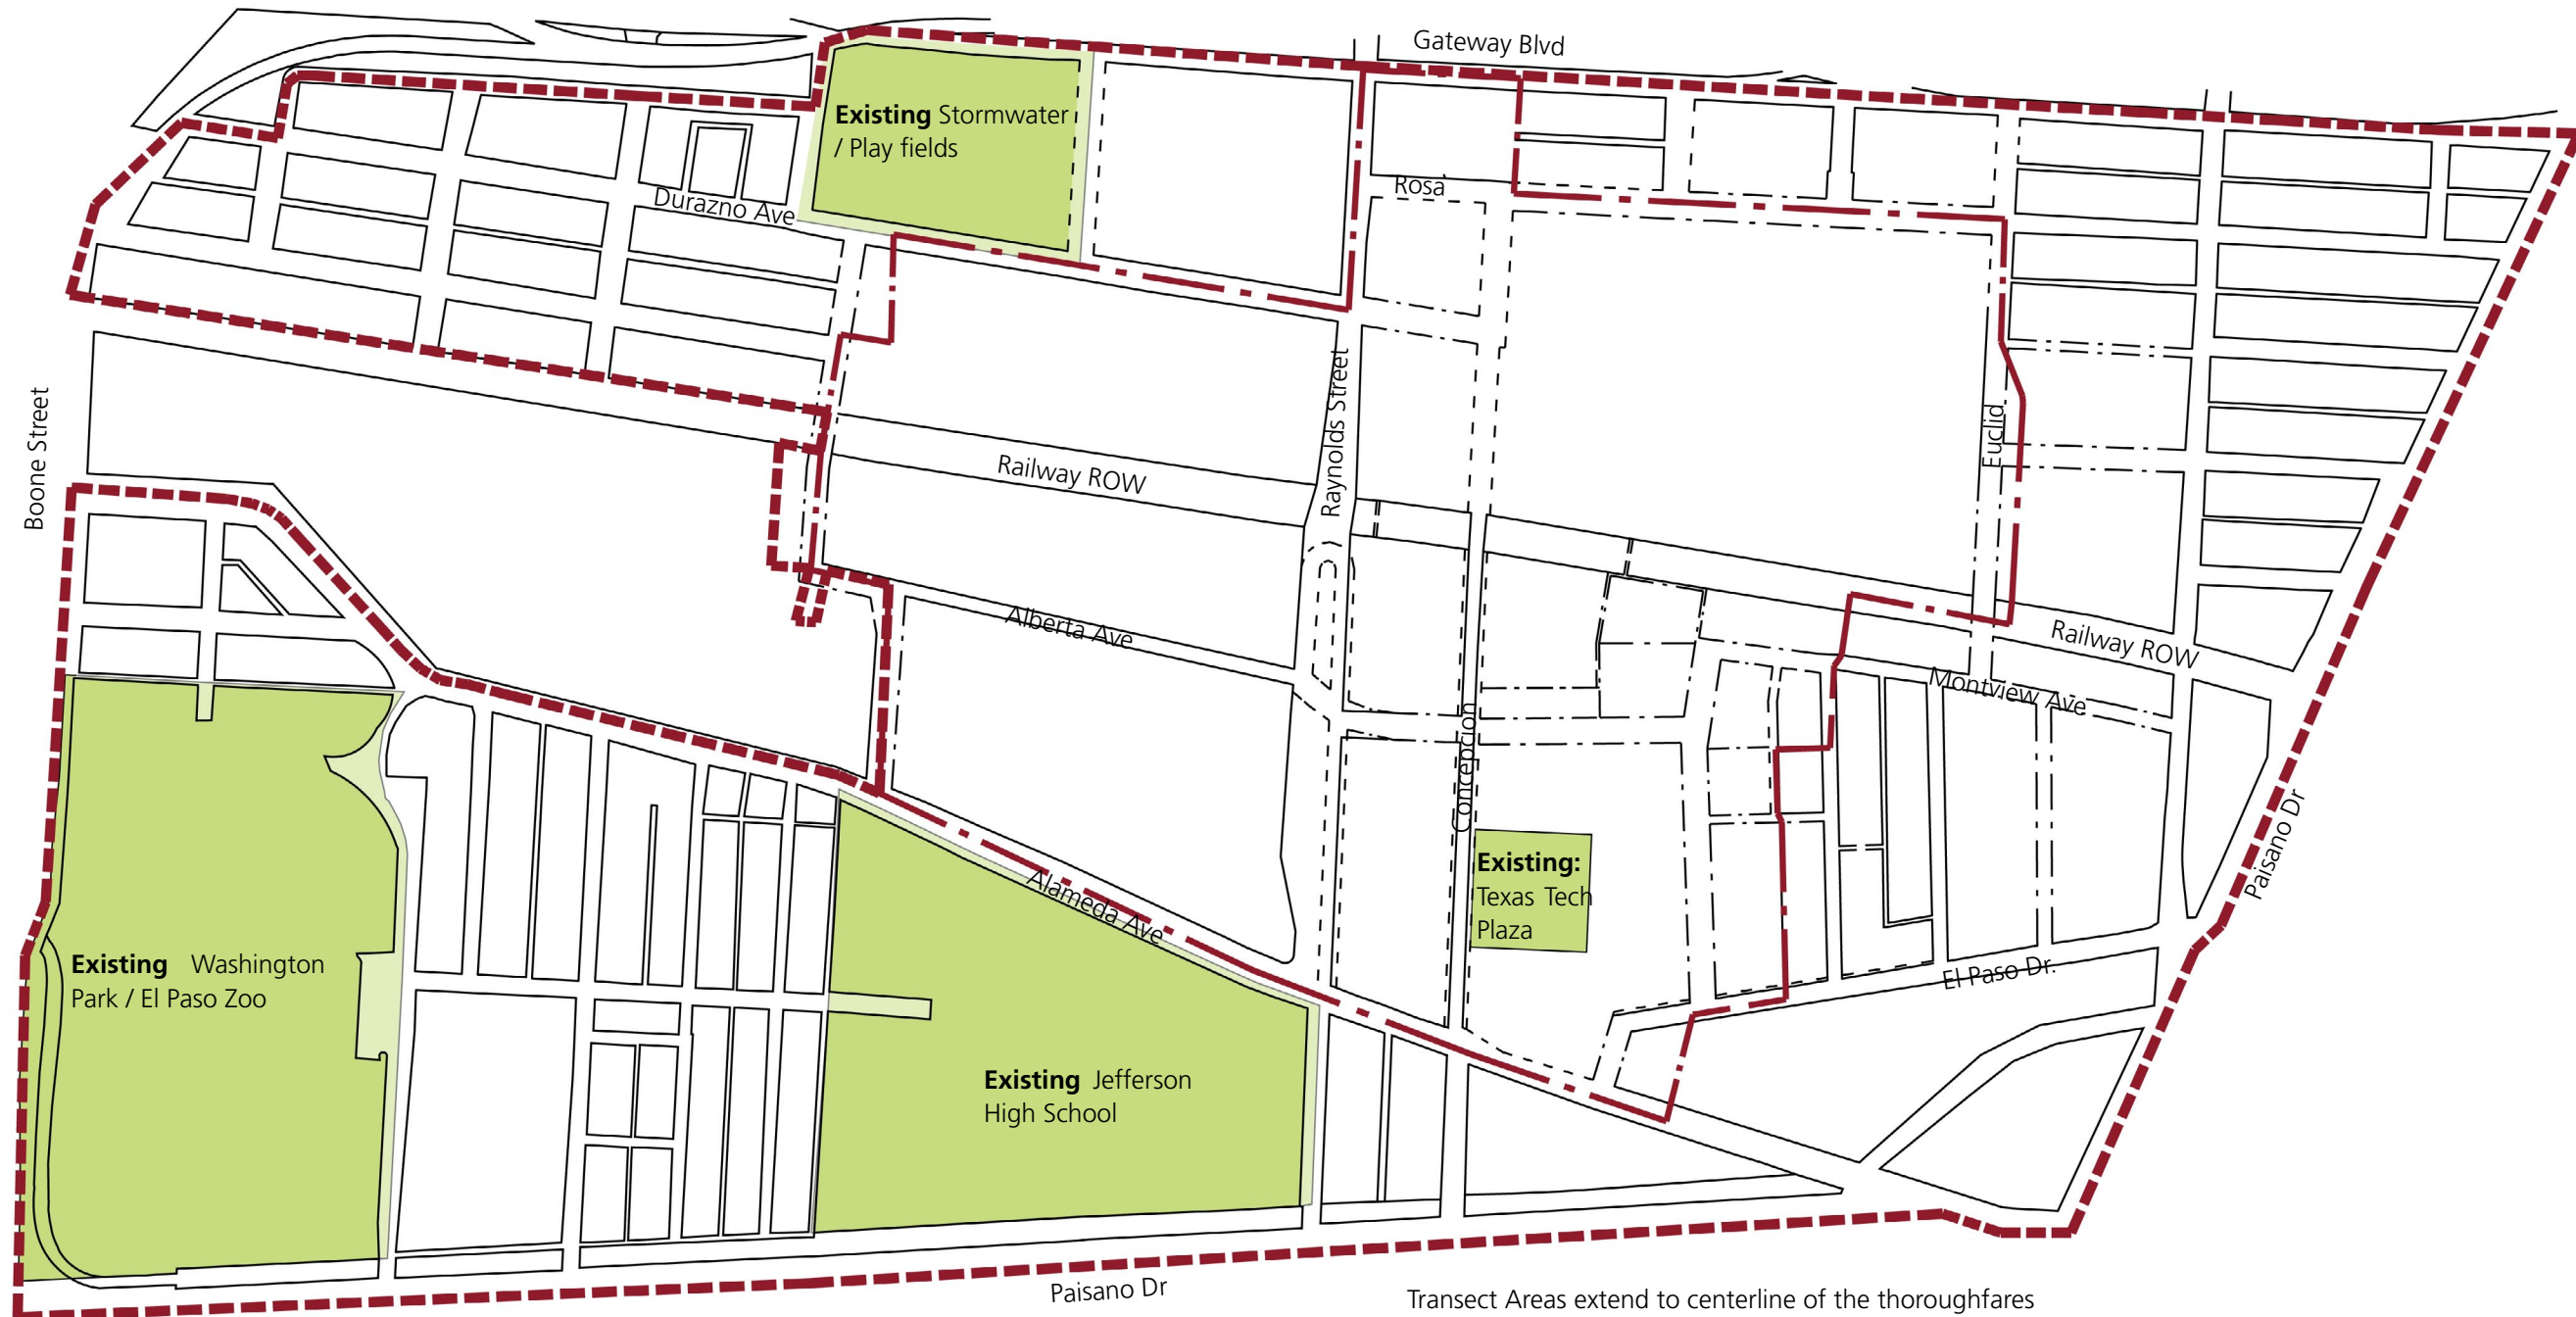 Gateway Blvd
Existing Stormwater
/ Play fields
Rosa
Durazno Ave
Boone Street
Raynolds Street
Euclid
Railway ROW
Alberta Ave
Railway ROW
Montview Ave
Concepcion
Paisano Dr
Existing:
Texas Tech
Plaza
Alameda Ave
Existing Washington
Park / El Paso Zoo
El Paso Dr.
Existing Jefferson
High School
Paisano Dr
Transect Areas extend to centerline of the thoroughfares